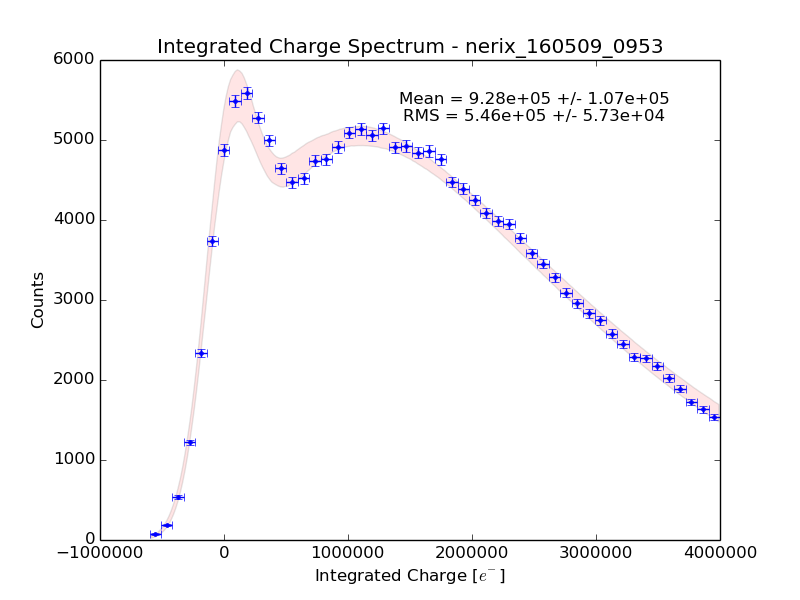 Integrated Charge Spectrum - nerix_160509_0953
6000
Mean = 9.28e+05 +/- 1.07e+05
RMS = 5.46e+05 +/- 5.73e+04
5000
4000
3000
2000
1000
0
Counts
−1000000 0 1000000 2000000 3000000 4000000
Integrated Charge [e⁻]